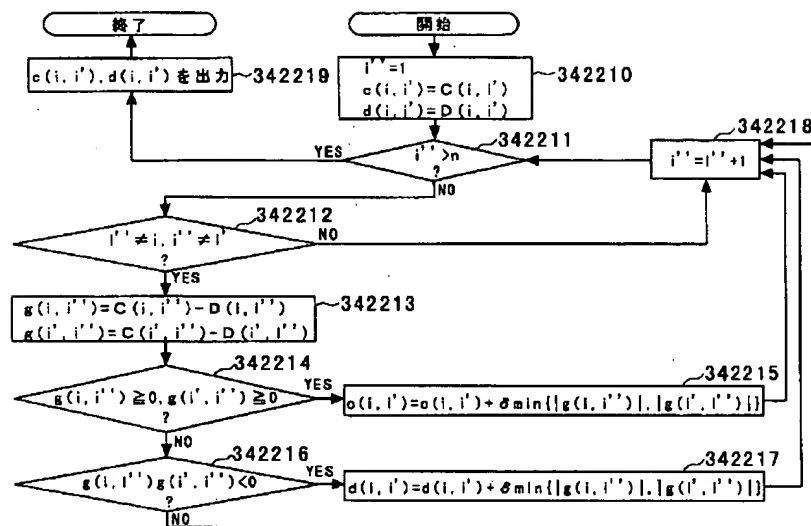 終了
開始
c(i, i'), d(i, i') を出力
342219
i''=1
c(i, i')=C(i, i')
d(i, i')=D(i, i')
342210
342211
342218
YES
i''>n
?
NO
i''=i''+1
342212
i''≠i, i''≠i'
?
NO
YES
g(i, i'')=C(i, i'')-D(i, i'')
g(i', i'')=C(i', i'')-D(i', i'')
342213
342214
g(i, i'')≧0, g(i', i'')≧0
?
YES
342215
c(i, i')=c(i, i')+δmin{|g(i, i'')|, |g(i', i'')|}
NO
342216
g(i, i'')g(i', i'')<0
?
YES
342217
d(i, i')=d(i, i')+δmin{|g(i, i'')|, |g(i', i'')|}
NO